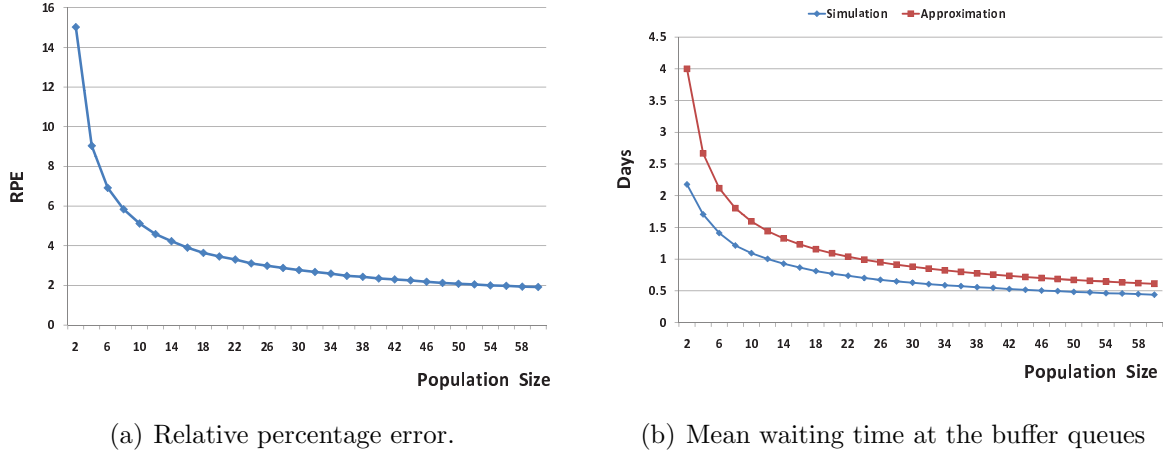 16
14
12
10
8
6
4
2
0
RPE
2 6 10 14 18 22 26 30 34 38 42 46 50 54 58
Population Size
(a) Relative percentage error.
Simulation Approximation
4.5
4
3.5
3
2.5
2
1.5
1
0.5
0
Days
2 6 10 14 18 22 26 30 34 38 42 46 50 54 58
Population Size
(b) Mean waiting time at the buffer queues